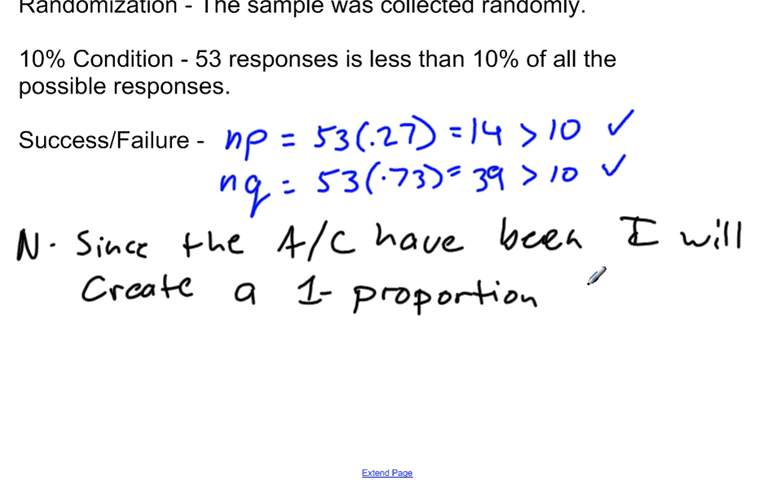 Randomization - The sample was collected randomly.
10% Condition - 53 responses is less than 10% of all the
possible responses.
Success/Failure - np = 53(.27) = 14 > 10 ✓
nq = 53(.73) = 39 > 10 ✓
N. Since the A/C have been I will
Create a 1-proportion
Extend Page